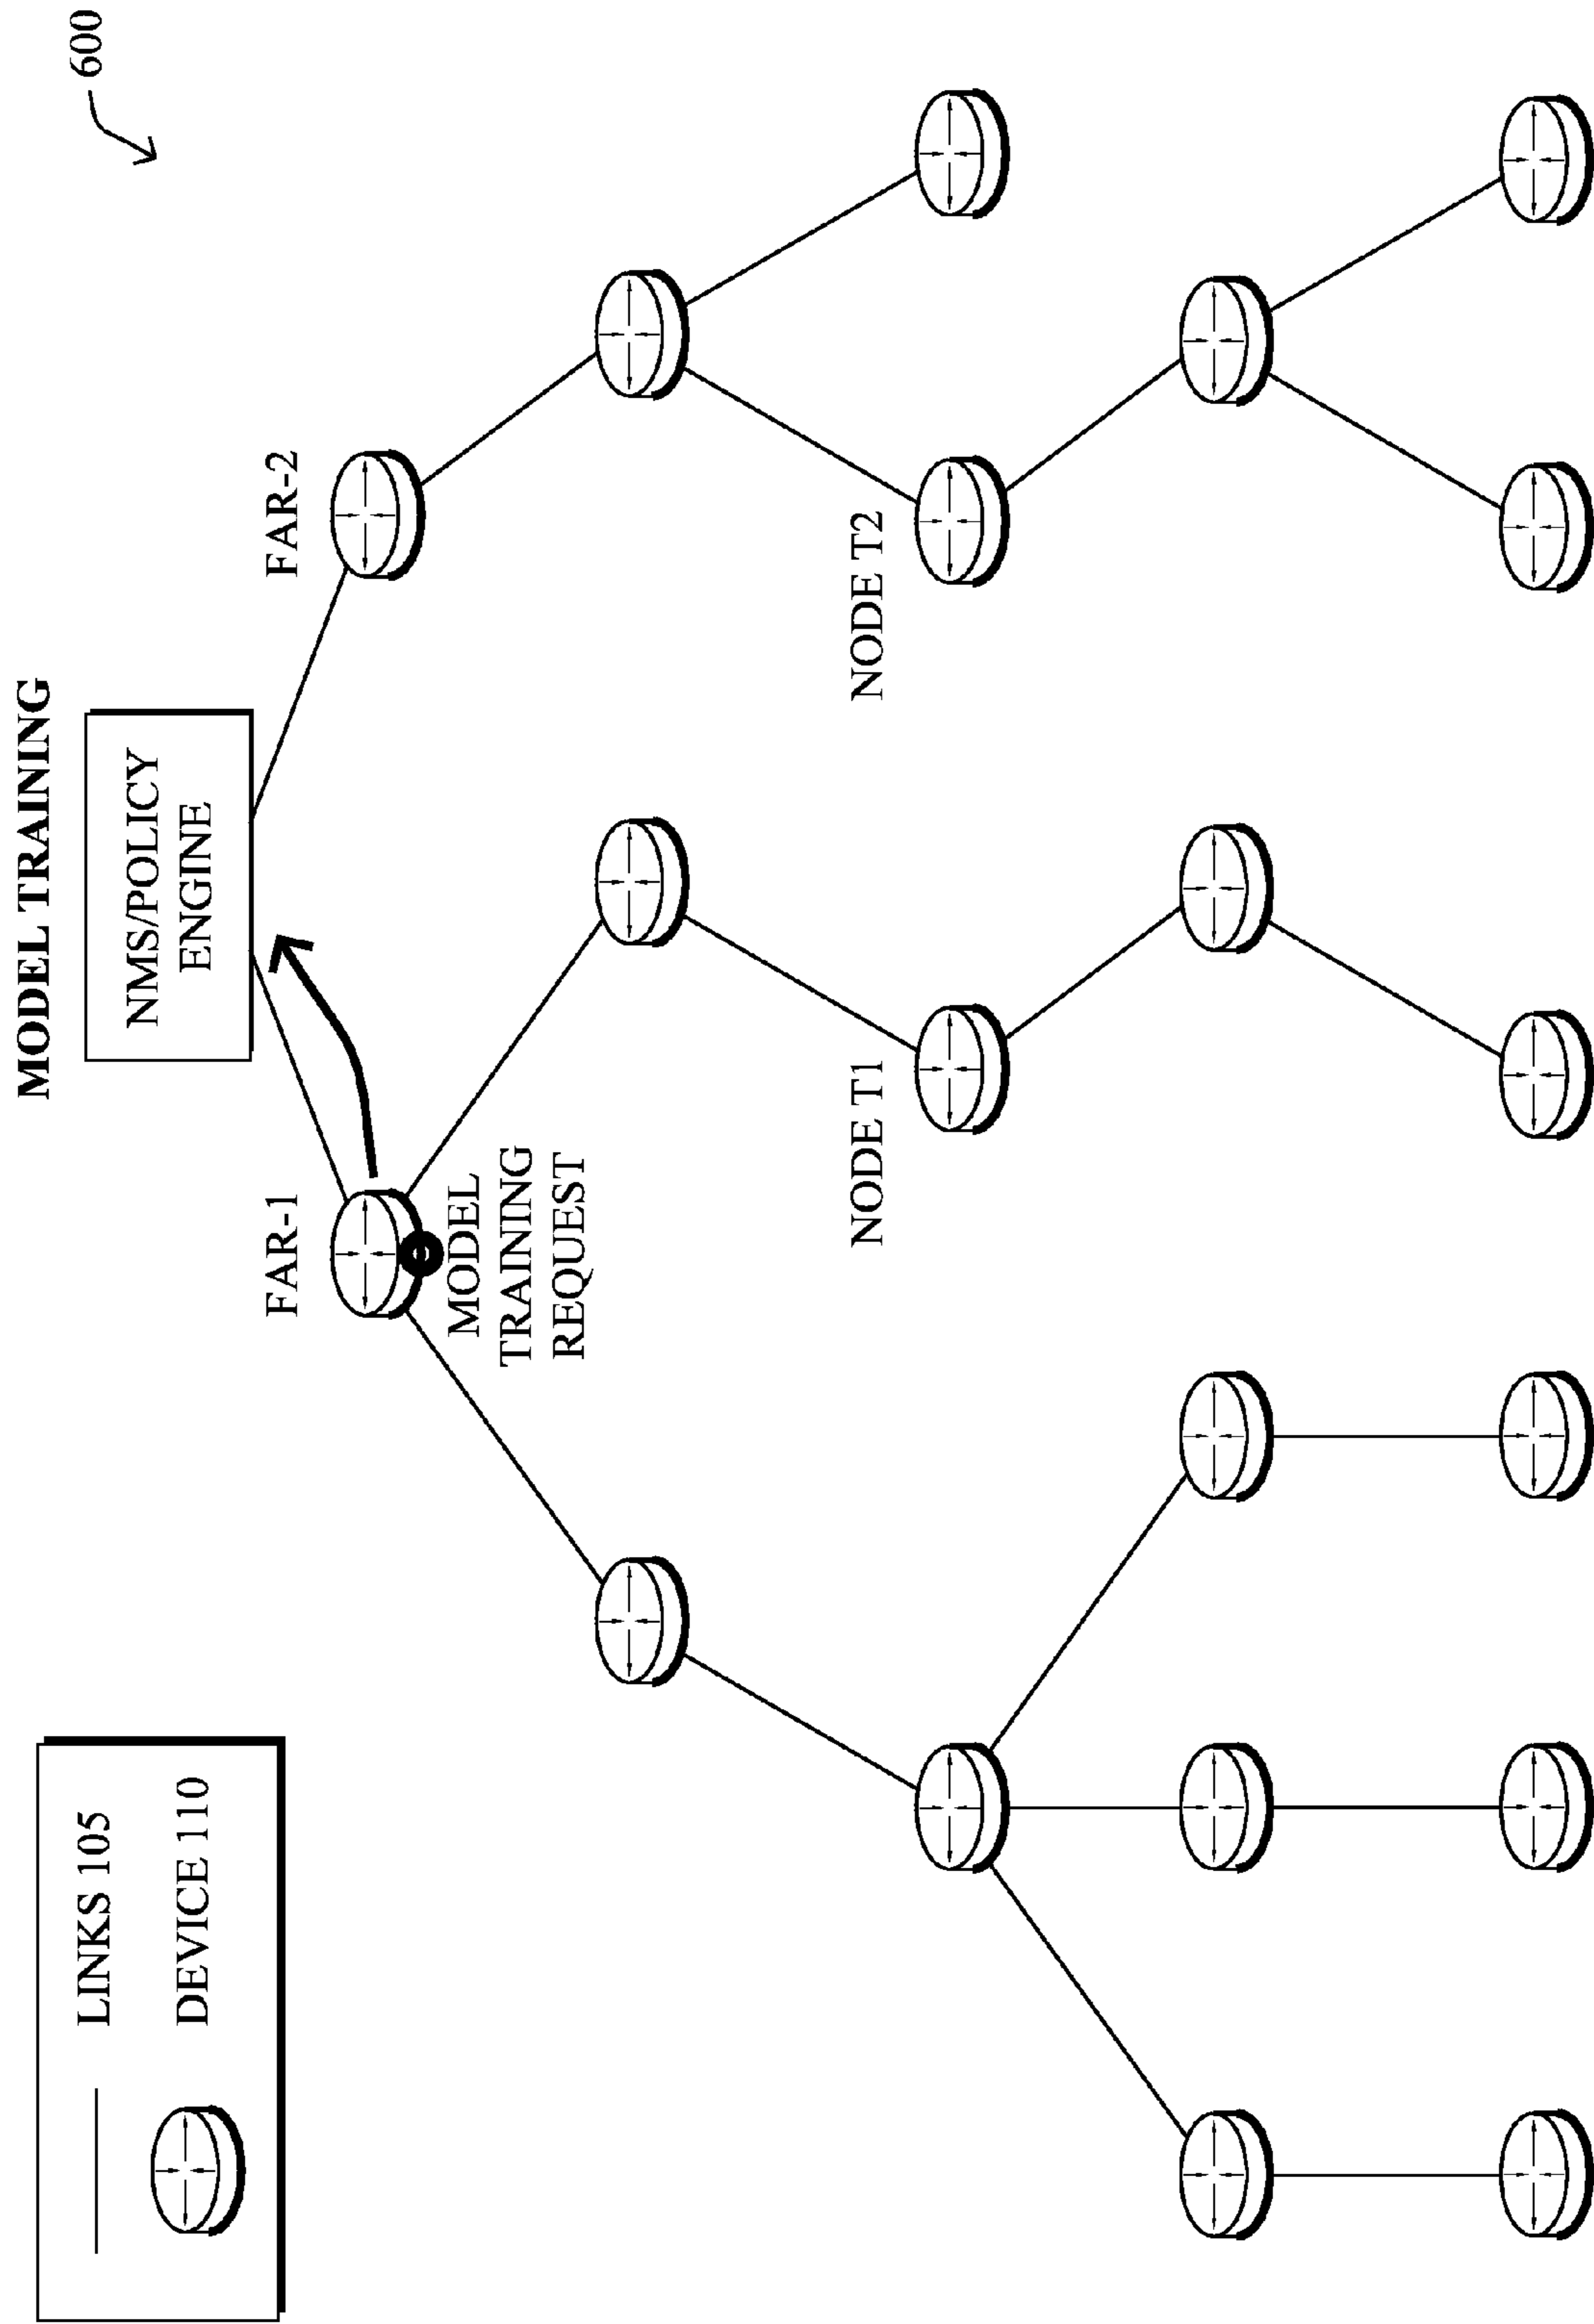 MODEL TRAINING
600
LINKS 105
DEVICE 110
NMS/POLICY
ENGINE
FAR-1
FAR-2
MODEL
TRAINING
REQUEST
NODE T1
NODE T2